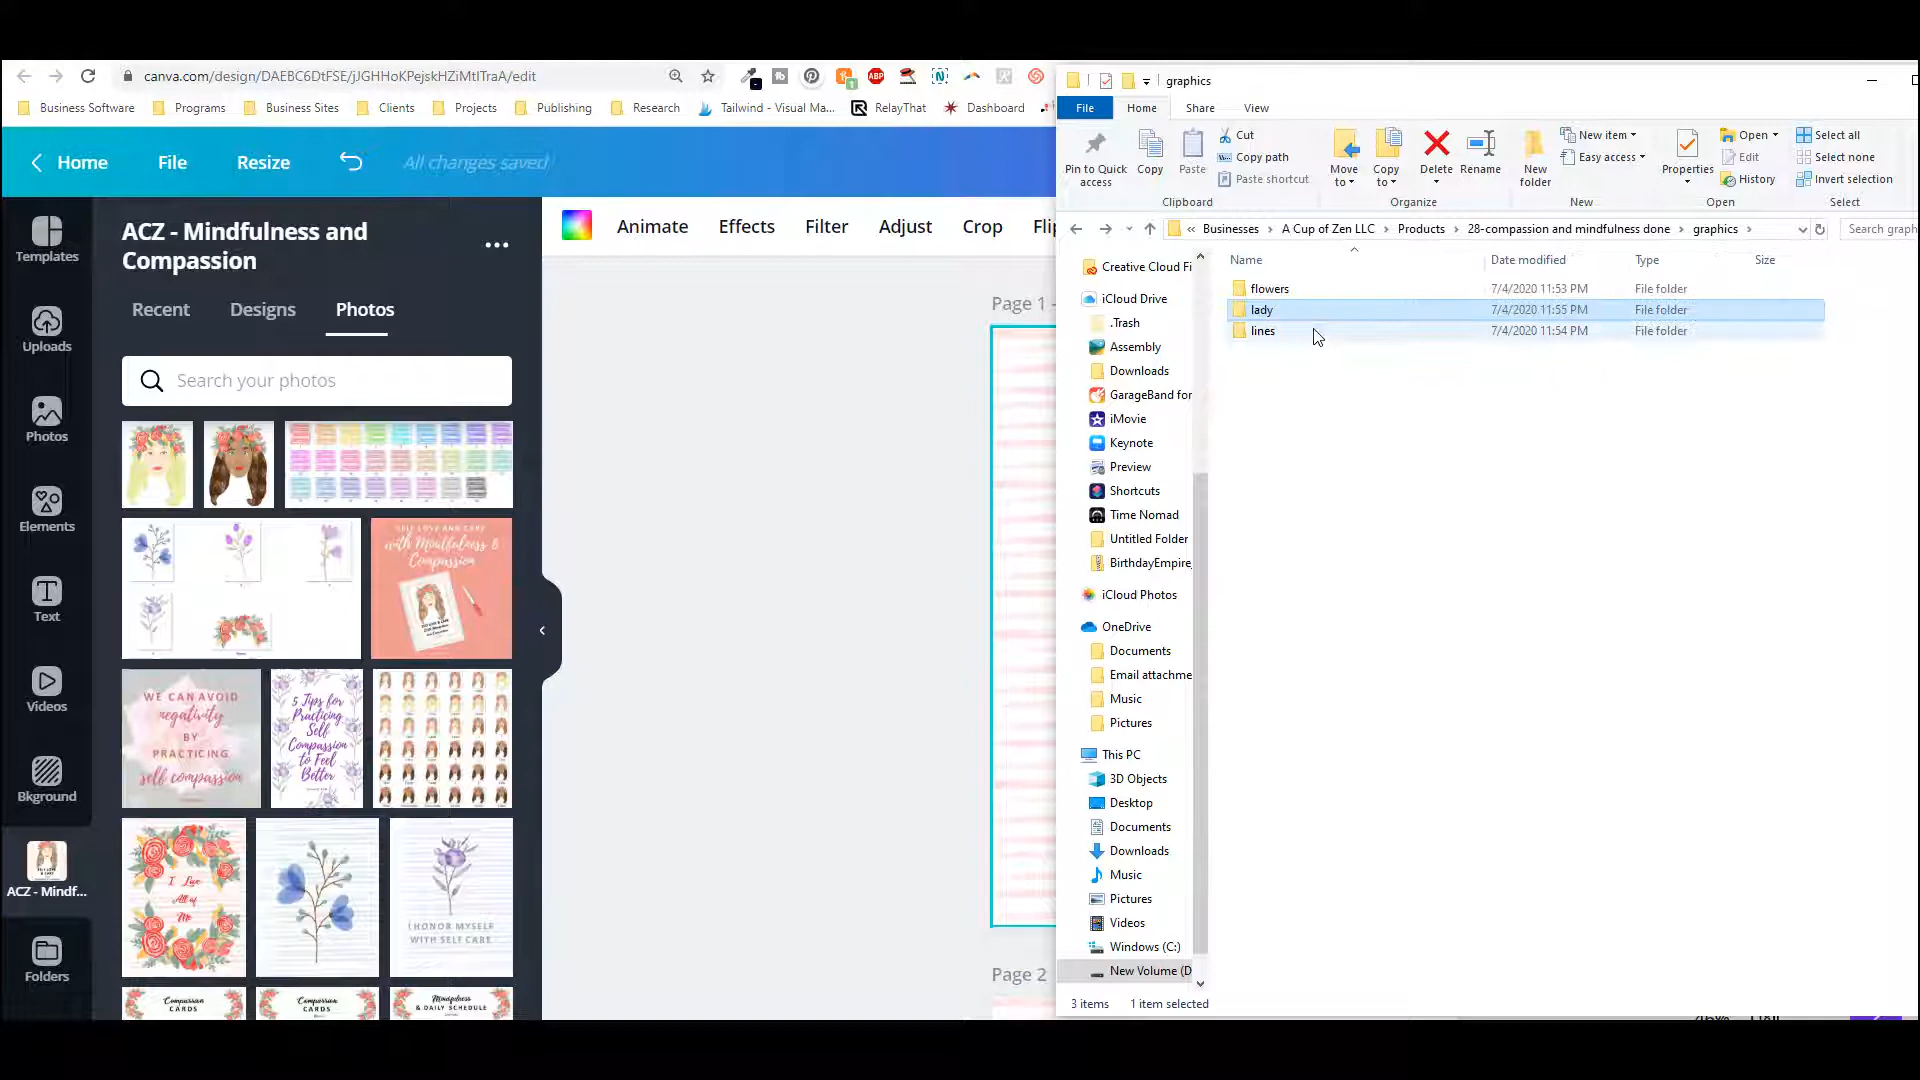 canva.com/design/DAEBC6DtFSE/jJGHHoKPejskHZiMtITraA/edit
Business Software
Programs
Business Sites
Clients
Projects
Publishing
Research
Tailwind - Visual Ma...
RelayThat
Dashboard
Home
File
Resize
All changes saved
Templates
Uploads
Photos
Elements
Text
Videos
Bkground
ACZ - Mindf...
Folders
ACZ - Mindfulness and
Compassion
Recent
Designs
Photos
Search your photos
SELF LOVE AND CARE
with Mindfulness &
Compassion
WE CAN AVOID
negativity
BY
PRACTICING
self compassion
5 Tips for
Practicing
Self
Compassion
to Feel
Better
I Love
All of
Me
I HONOR MYSELF
WITH SELF CARE
Compassion
CARDS
Compassion
CARDS
Mindfulness
& DAILY SCHEDULE
Animate
Effects
Filter
Adjust
Crop
Flip
Page 1 -
Page 2
graphics
File
Home
Share
View
Pin to Quick
access
Copy
Paste
Cut
Copy path
Paste shortcut
Clipboard
Move
to
Copy
to
Delete
Rename
Organize
New
folder
New item
Easy access
New
Properties
Open
Edit
History
Open
Select all
Select none
Invert selection
Select
« Businesses > A Cup of Zen LLC > Products > 28-compassion and mindfulness done > graphics >
Search graph
Name
Date modified
Type
Size
flowers 7/4/2020 11:53 PM File folder
lady 7/4/2020 11:55 PM File folder
lines 7/4/2020 11:54 PM File folder
Creative Cloud Fi
iCloud Drive
.Trash
Assembly
Downloads
GarageBand for
iMovie
Keynote
Preview
Shortcuts
Time Nomad
Untitled Folder
BirthdayEmpire
iCloud Photos
OneDrive
Documents
Email attachme
Music
Pictures
This PC
3D Objects
Desktop
Documents
Downloads
Music
Pictures
Videos
Windows (C:)
New Volume (D
3 items
1 item selected